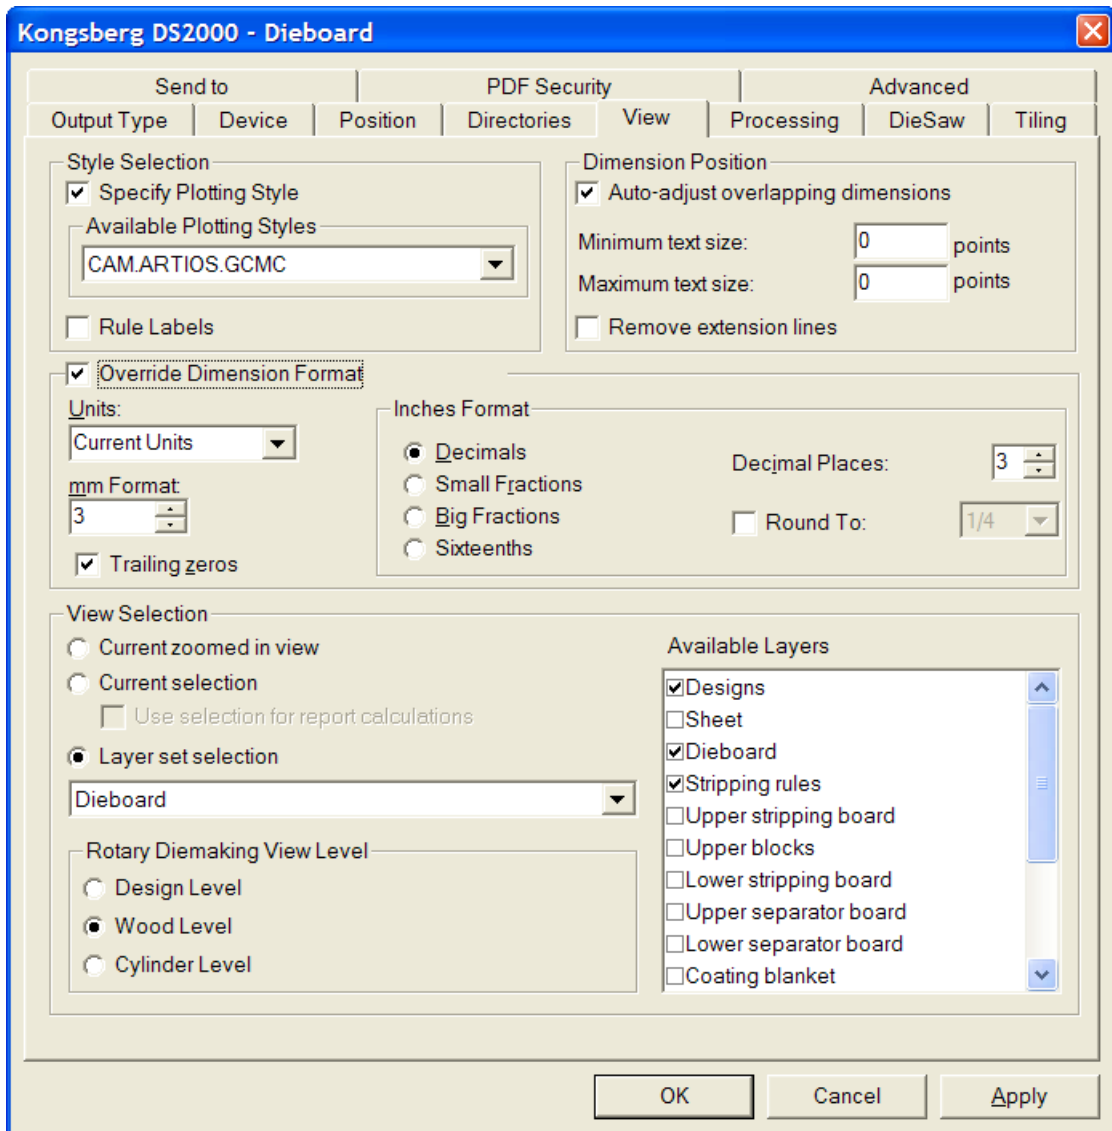 Kongsberg DS2000 - Dieboard
Send to PDF Security Advanced
Output Type Device Position Directories View Processing DieSaw Tiling
Style Selection
Specify Plotting Style
Available Plotting Styles
CAM.ARTIOS.GCMC
Rule Labels
Dimension Position
Auto-adjust overlapping dimensions
Minimum text size: 0 points
Maximum text size: 0 points
Remove extension lines
Override Dimension Format
Units:
Current Units
mm Format:
3
Trailing zeros
Inches Format
Decimals
Small Fractions
Big Fractions
Sixteenths
Decimal Places: 3
Round To: 1/4
View Selection
Current zoomed in view
Current selection
Use selection for report calculations
Layer set selection
Dieboard
Rotary Diemaking View Level
Design Level
Wood Level
Cylinder Level
Available Layers
Designs
Sheet
Dieboard
Stripping rules
Upper stripping board
Upper blocks
Lower stripping board
Upper separator board
Lower separator board
Coating blanket
OK Cancel Apply